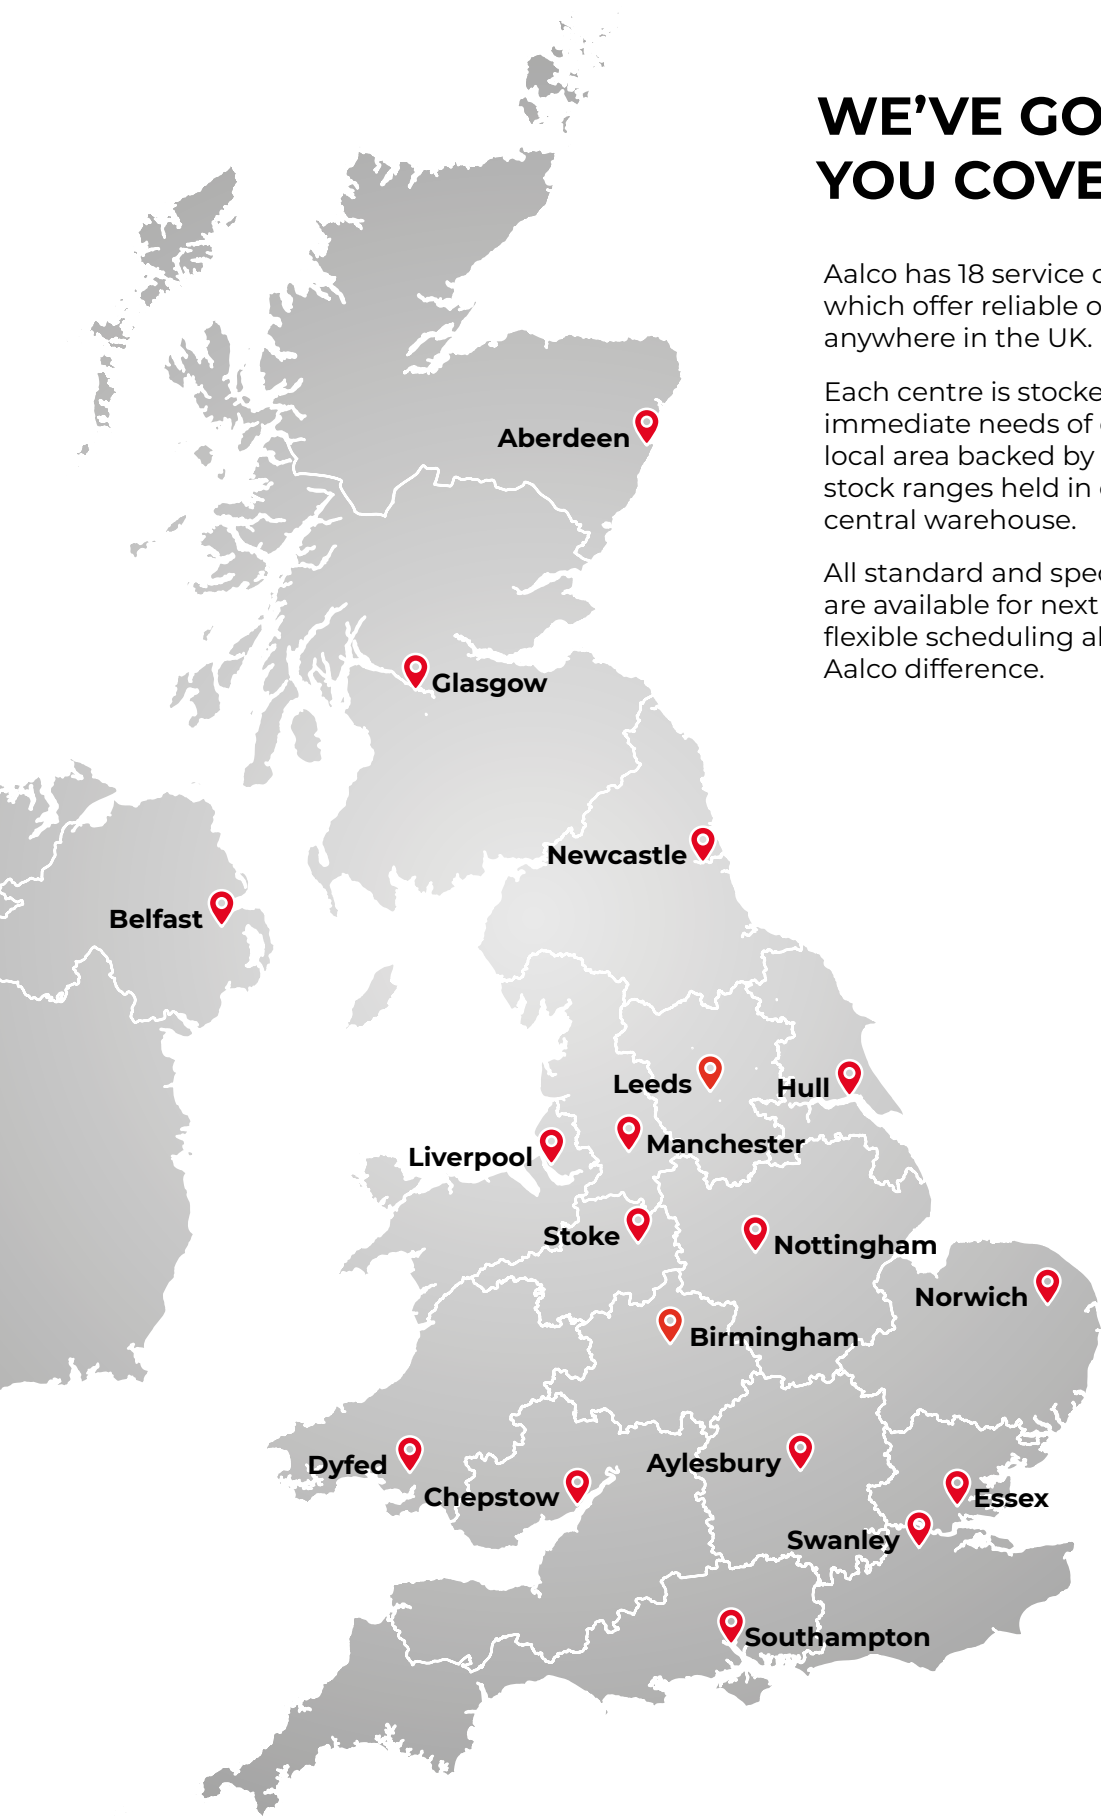 WE'VE GO
YOU COVE
Aalco has 18 service
which offer reliable
anywhere in the UK.
Each centre is stocke
immediate needs of
local area backed by
stock ranges held in
central warehouse.
All standard and spec
are available for next
flexible scheduling al
Aalco difference.
Aberdeen
Glasgow
Newcastle
Belfast
Leeds
Hull
Manchester
Liverpool
Stoke
Nottingham
Norwich
Birmingham
Aylesbury
Dyfed
Chepstow
Essex
Swanley
Southampton